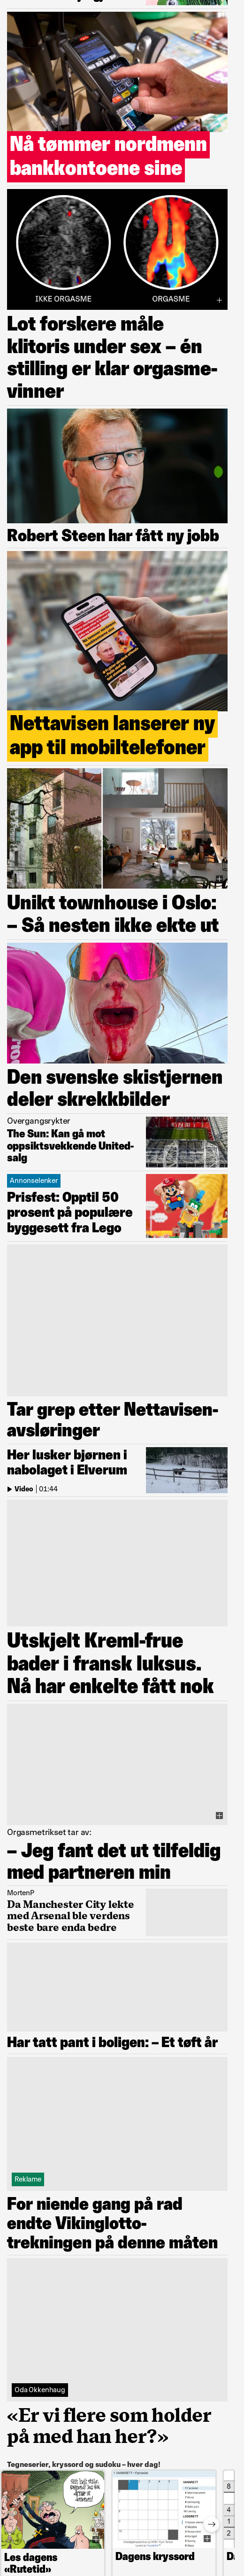 Nå tømmer nordmenn
bankkontoene sine
IKKE ORGASME
ORGASME
Lot forskere måle
klitoris under sex – én
stilling er klar orgasme-
vinner
Robert Steen har fått ny jobb
Nettavisen lanserer ny
app til mobiltelefoner
Unikt townhouse i Oslo:
– Så nesten ikke ekte ut
Den svenske skistjernen
deler skrekkbilder
Overgangsrykter
The Sun: Kan gå mot
oppsiktsvekkende United-
salg
Annonselenker
Prisfest: Opptil 50
prosent på populære
byggesett fra Lego
Tar grep etter Nettavisen-
avsløringer
Her lusker bjørnen i
nabolaget i Elverum
Video | 01:44
Utskjelt Kreml-frue
bader i fransk luksus.
Nå har enkelte fått nok
Orgasmetrikset tar av:
– Jeg fant det ut tilfeldig
med partneren min
MortenP
Da Manchester City lekte
med Arsenal ble verdens
beste bare enda bedre
Har tatt pant i boligen: – Et tøft år
Reklame
For niende gang på rad
endte Vikinglotto-
trekningen på denne måten
Oda Okkenhaug
«Er vi flere som holder
på med han her?»
Tegneserier, kryssord og sudoku – hver dag!
Les dagens
«Rutetid»
Dagens kryssord
8
4
1
2